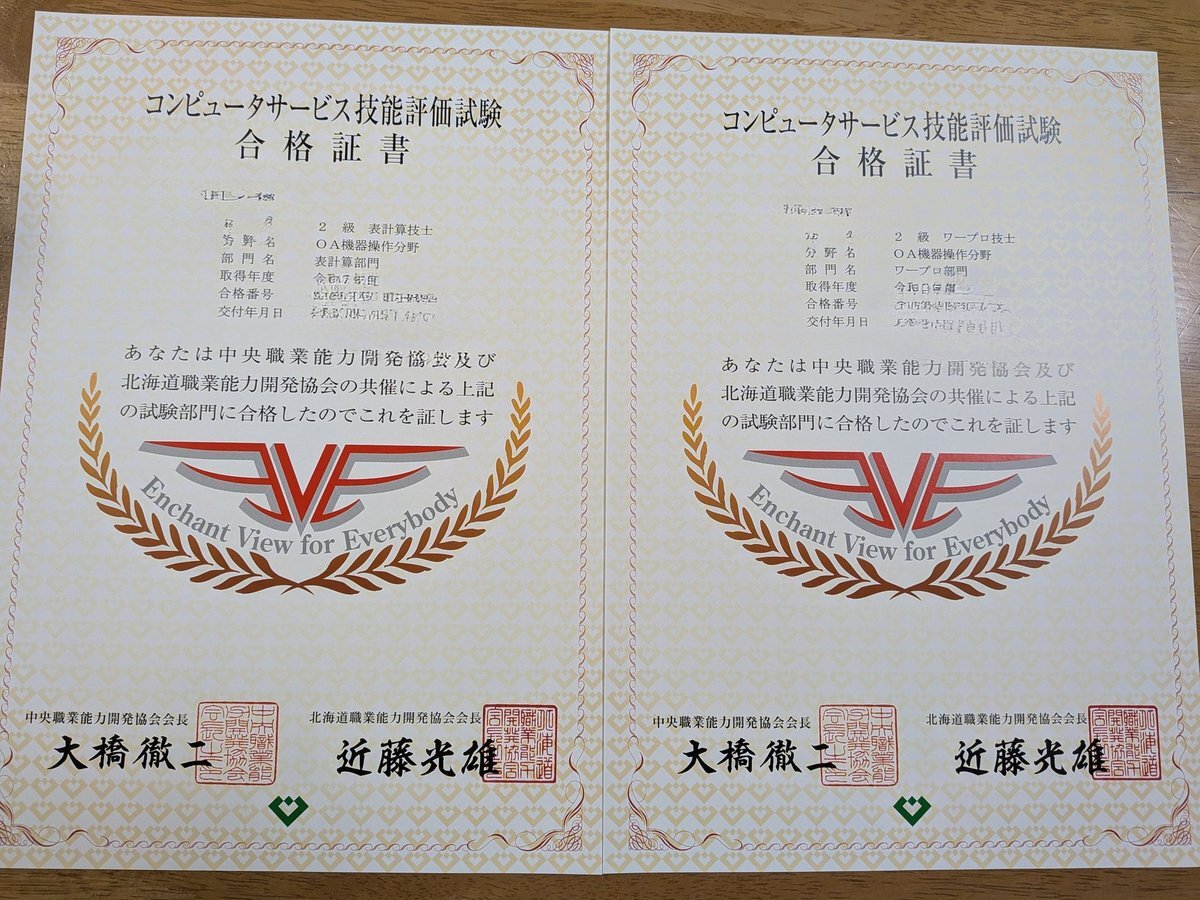 コンピュータサービス技能評価試験
合格証書
２級 表計算技士
分野名 ＯＡ機器操作分野
部門名 表計算部門
取得年度
合格番号
交付年月日
あなたは中央職業能力開発協会及び
北海道職業能力開発協会の共催による上記
の試験部門に合格したのでこれを証します
EVE
Enchant View for Everybody
中央職業能力開発協会会長
大橋徹二
北海道職業能力開発協会会長
近藤光雄
コンピュータサービス技能評価試験
合格証書
２級 ワープロ技士
分野名 ＯＡ機器操作分野
部門名 ワープロ部門
取得年度
合格番号
交付年月日
あなたは中央職業能力開発協会及び
北海道職業能力開発協会の共催による上記
の試験部門に合格したのでこれを証します
EVE
Enchant View for Everybody
中央職業能力開発協会会長
大橋徹二
北海道職業能力開発協会会長
近藤光雄